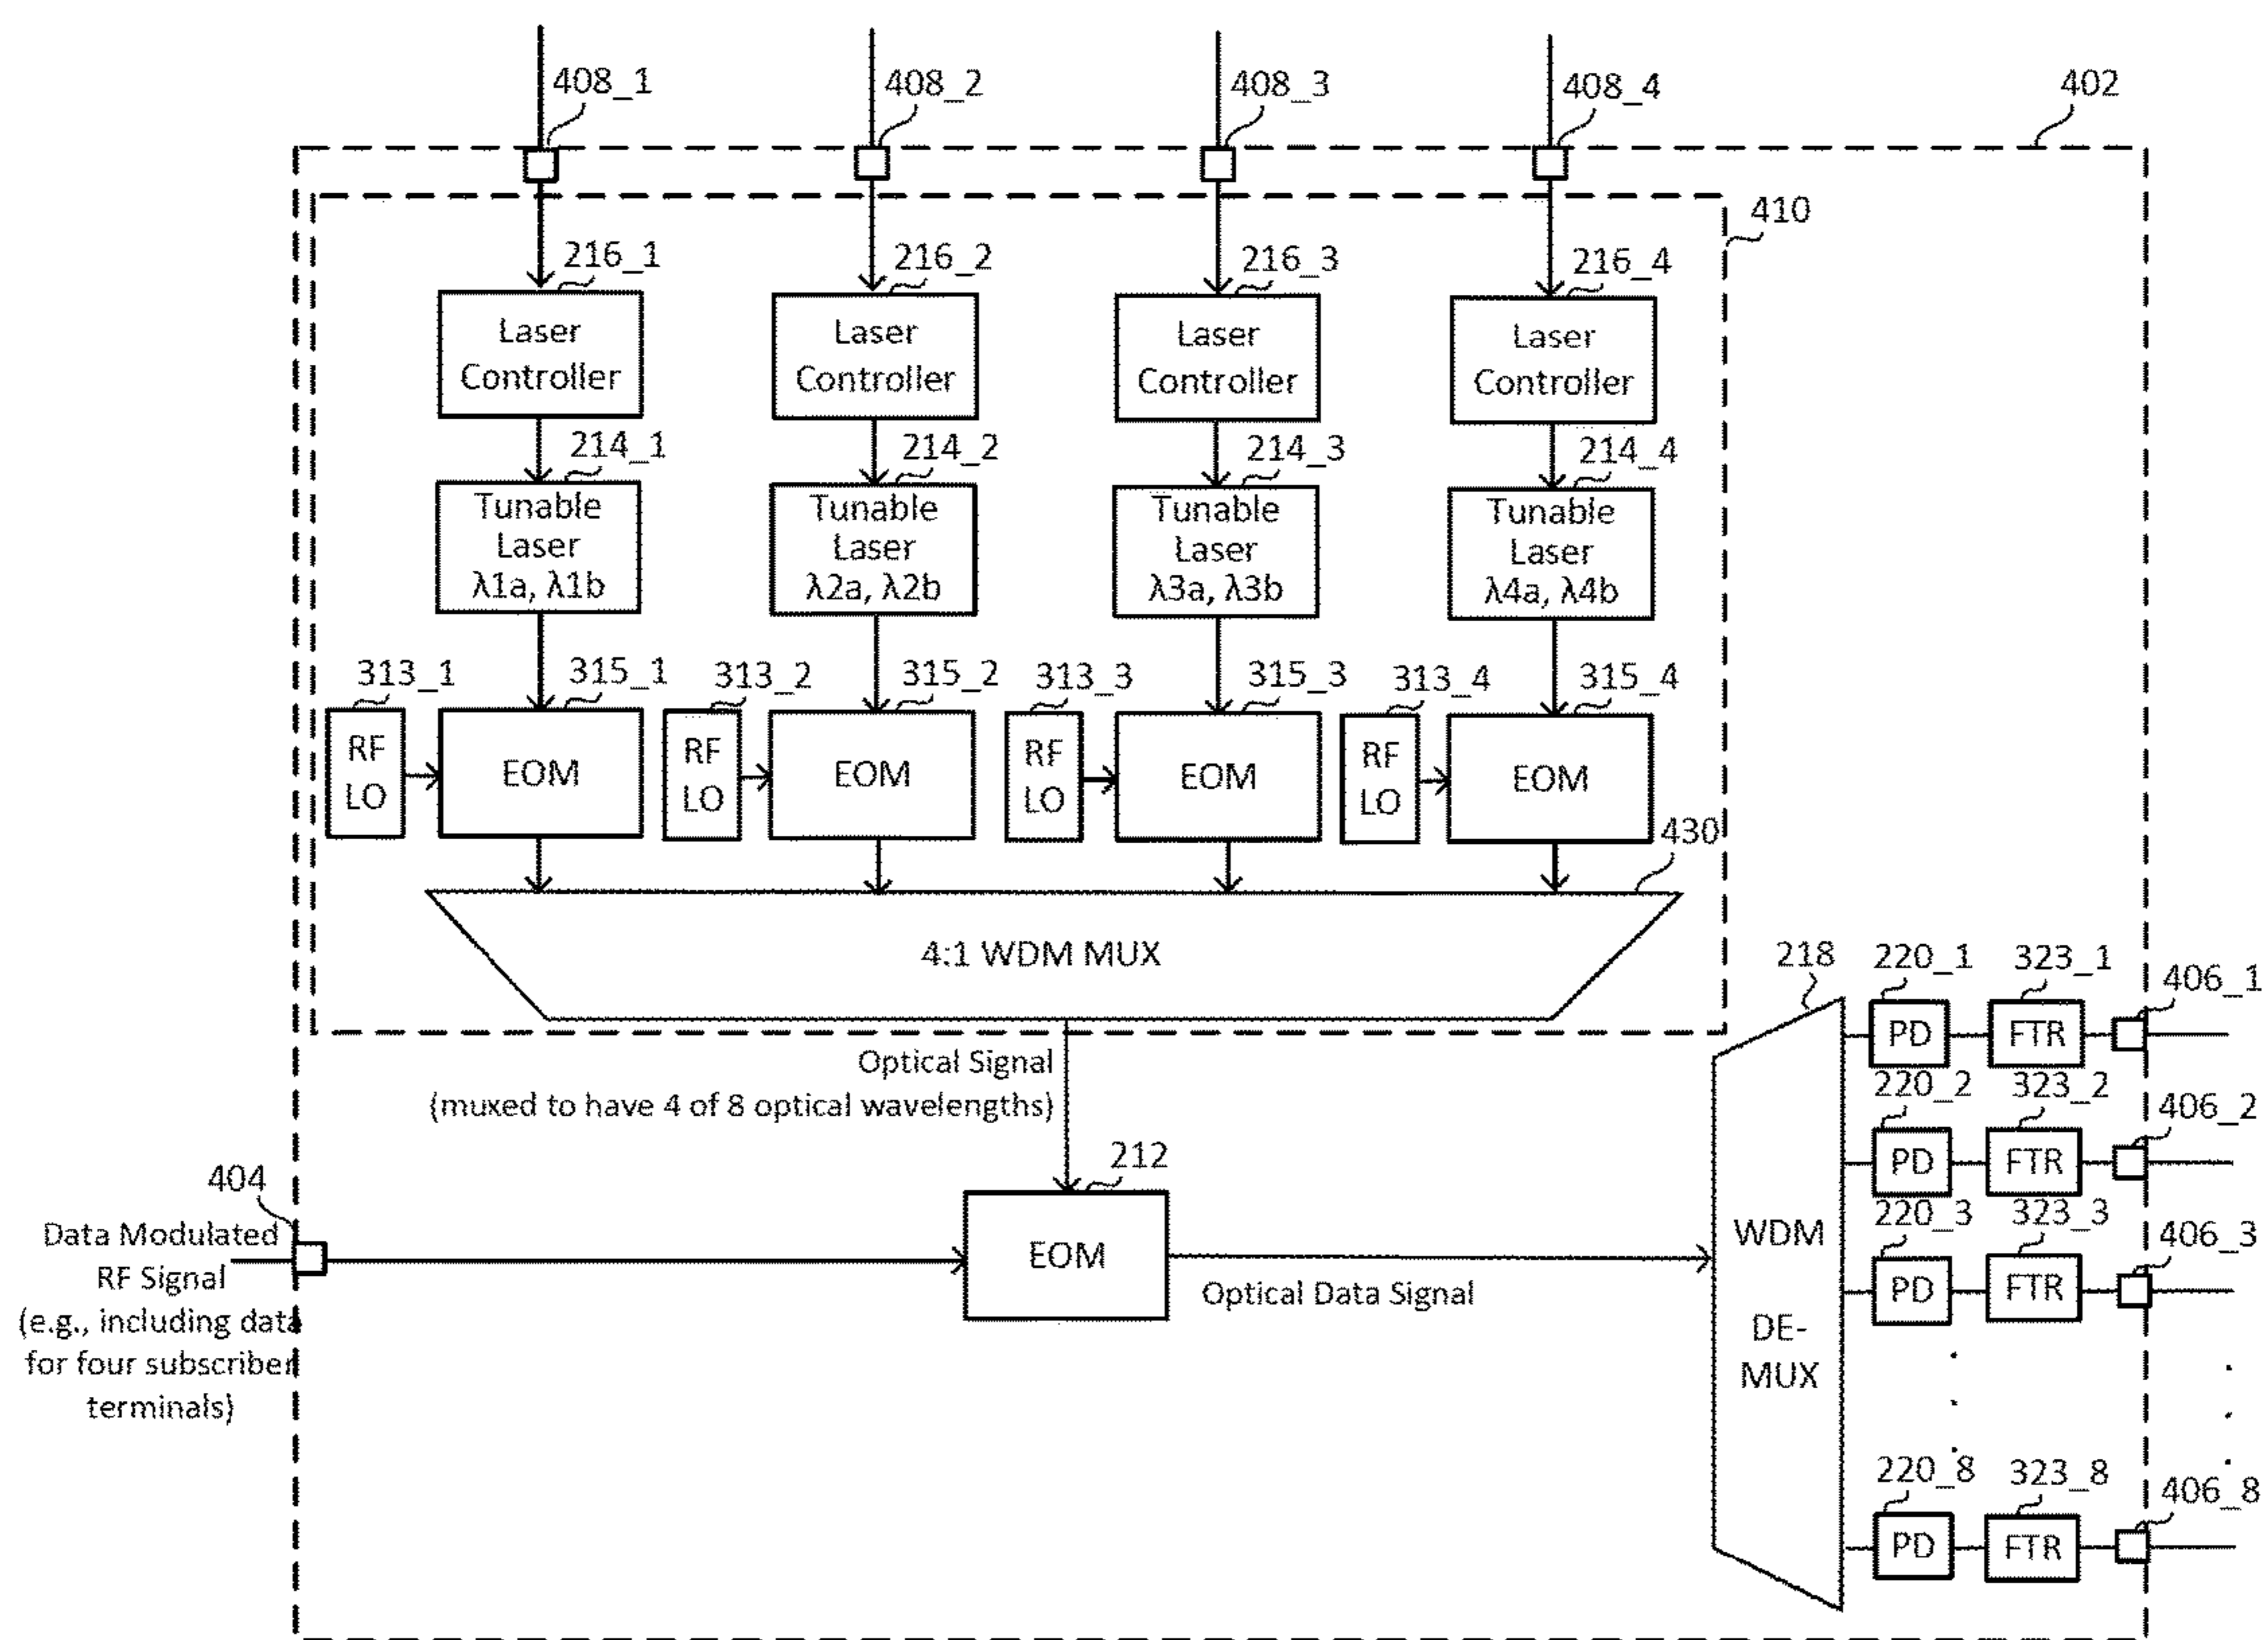 408_1
408_2
408_3
408_4
402
410
216_1
216_2
216_3
216_4
Laser
Controller
Laser
Controller
Laser
Controller
Laser
Controller
214_1
214_2
214_3
214_4
Tunable
Laser
λ1a, λ1b
Tunable
Laser
λ2a, λ2b
Tunable
Laser
λ3a, λ3b
Tunable
Laser
λ4a, λ4b
313_1
315_1
313_2
315_2
313_3
315_3
313_4
315_4
RF
LO
EOM
RF
LO
EOM
RF
LO
EOM
RF
LO
EOM
430
4:1 WDM MUX
218
220_1
323_1
406_1
PD
FTR
Optical Signal
(muxed to have 4 of 8 optical wavelengths)
220_2
323_2
406_2
PD
FTR
212
404
220_3
323_3
406_3
Data Modulated
RF Signal
(e.g., including data
for four subscriber
terminals)
EOM
Optical Data Signal
WDM
DE-
MUX
PD
FTR
220_8
323_8
406_8
PD
FTR